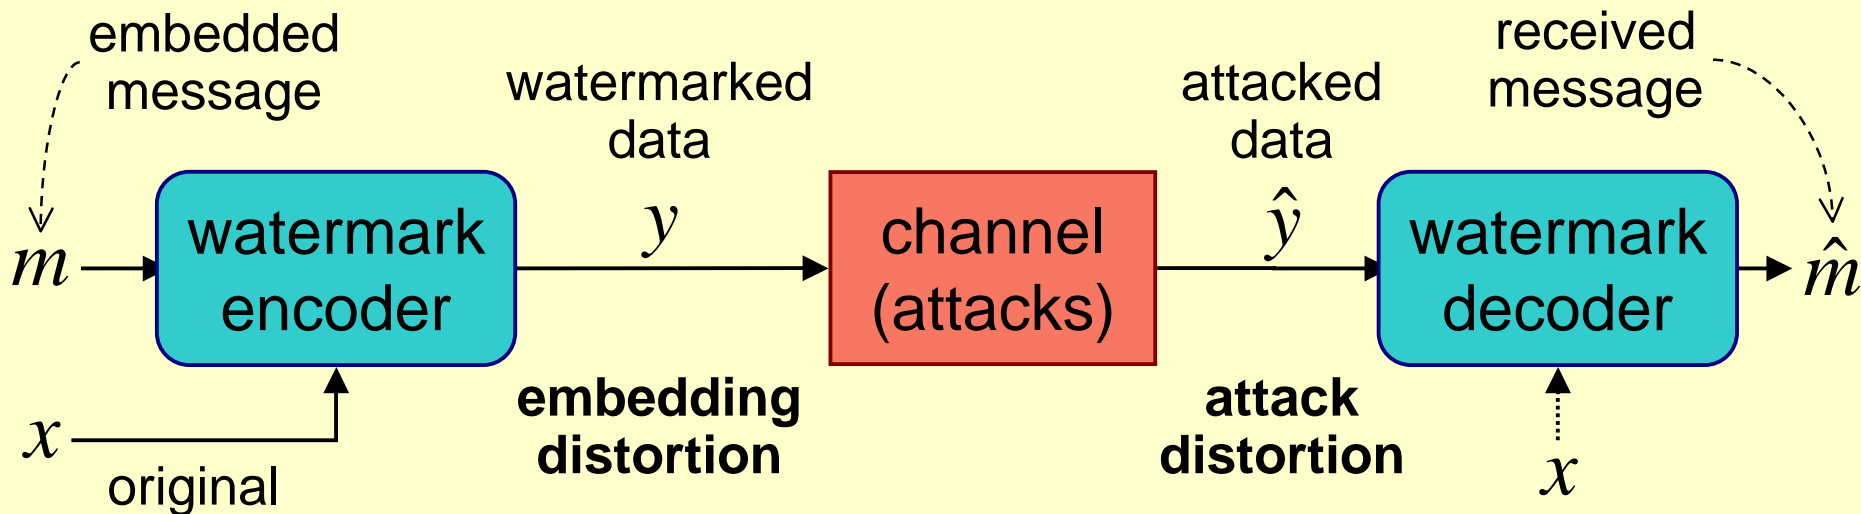 embedded
message
watermarked
data
attacked
data
received
message
m
watermark
encoder
y
channel
(attacks)
ŷ
watermark
decoder
m̂
x
original
embedding
distortion
attack
distortion
x